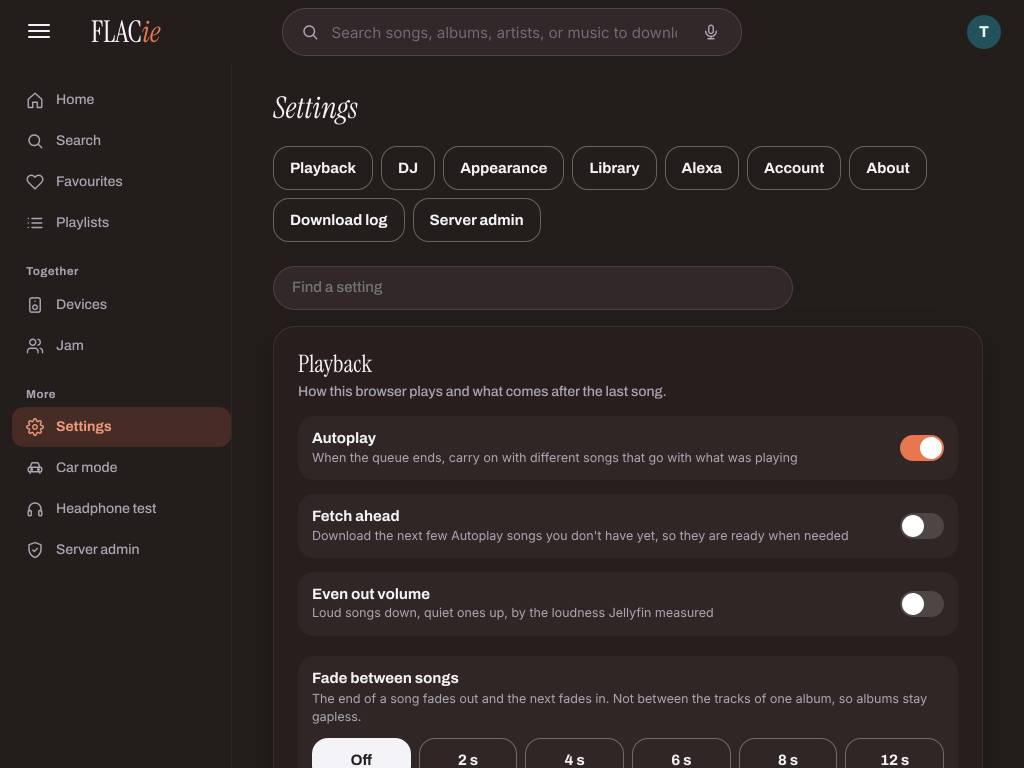 FLACie
Search songs, albums, artists, or music to downl
T
Home
Search
Favourites
Playlists
Together
Devices
Jam
More
Settings
Car mode
Headphone test
Server admin
Settings
Playback DJ Appearance Library Alexa Account About
Download log Server admin
Find a setting
Playback
How this browser plays and what comes after the last song.
Autoplay
When the queue ends, carry on with different songs that go with what was playing
Fetch ahead
Download the next few Autoplay songs you don't have yet, so they are ready when needed
Even out volume
Loud songs down, quiet ones up, by the loudness Jellyfin measured
Fade between songs
The end of a song fades out and the next fades in. Not between the tracks of one album, so albums stay
gapless.
Off 2 s 4 s 6 s 8 s 12 s